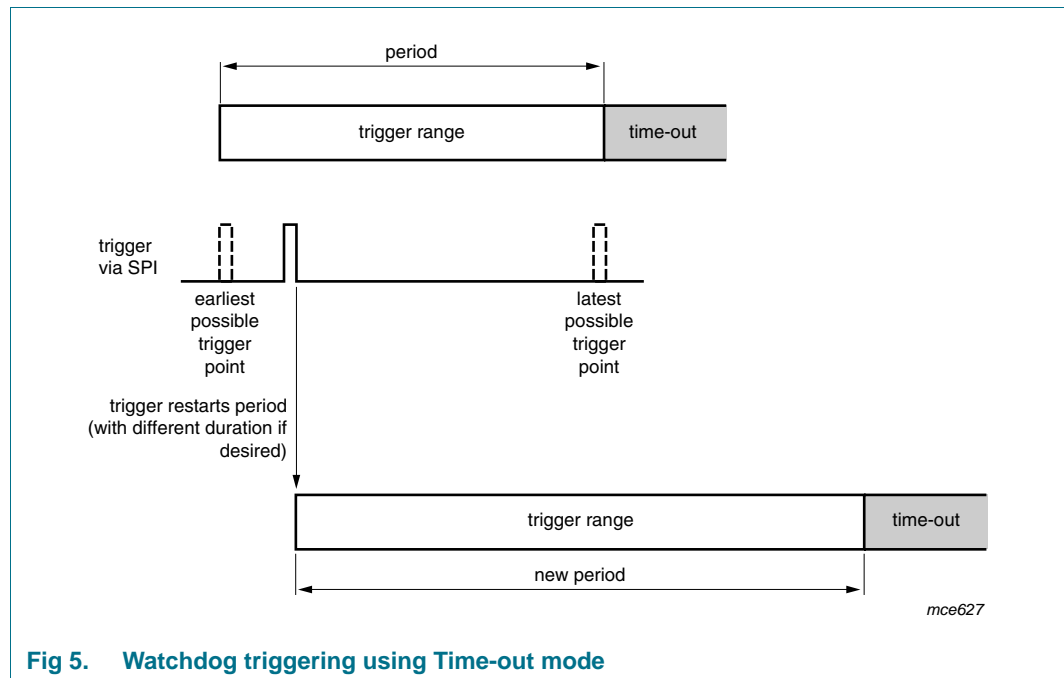 period
trigger range
time-out
trigger
via SPI
earliest
possible
trigger
point
latest
possible
trigger
point
trigger restarts period
(with different duration if
desired)
trigger range
time-out
new period
mce627
Fig 5. Watchdog triggering using Time-out mode